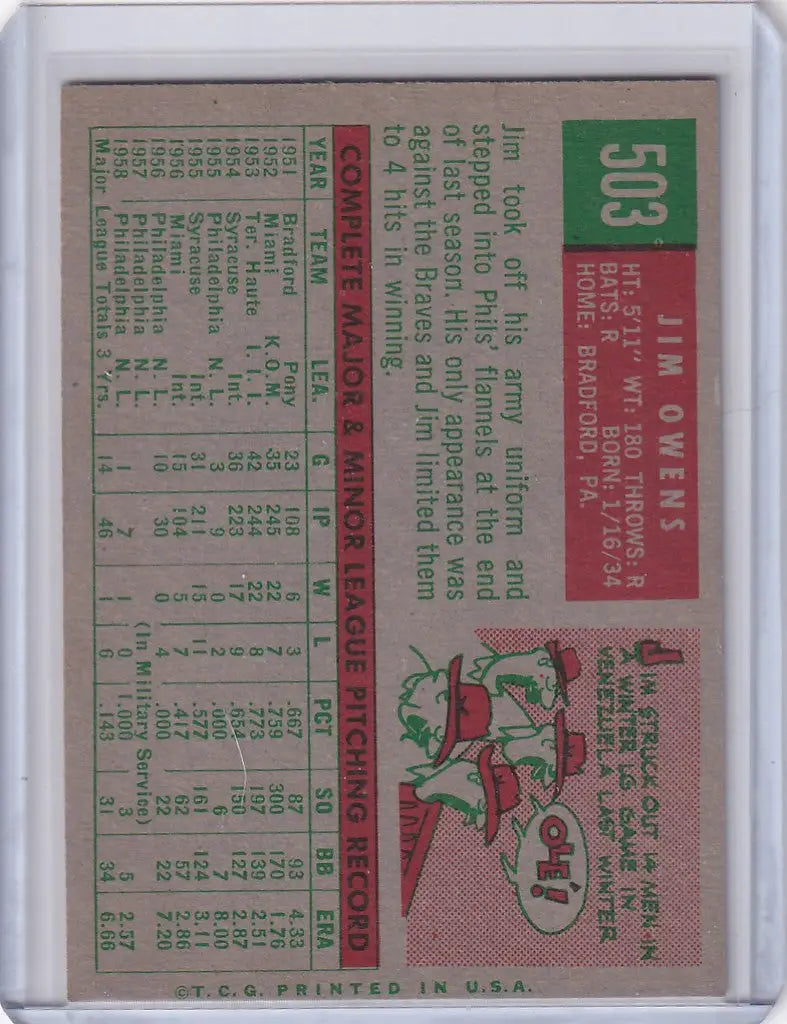 503
JIM OWENS
HT: 5'11" WT: 180 THROWS: R
BATS: R BORN: 1/16/34
HOME: BRADFORD, PA.
Jim took off his army uniform and
stepped into Phils' flannels at the end
of last season. His only appearance was
against the Braves and Jim limited them
to 4 hits in winning.
JIM STRUCK OUT 14 MEN IN
A WINTER LG GAME IN
VENEZUELA LAST WINTER
OLÉ!
COMPLETE MAJOR & MINOR LEAGUE PITCHING RECORD
YEAR TEAM LEA. G IP W L PCT SO BB ERA
1951 Bradford Pony 23 108 6 3 .667 87 93 4.33
1952 Miami K.O.M. 35 245 22 7 .759 300 170 1.76
1953 Ter. Haute I. I. I. 42 244 22 8 .773 197 139 2.51
1954 Syracuse Int. 36 223 17 9 .654 150 127 2.87
1955 Philadelphia N. L. 3 9 0 2 .000 6 7 8.00
1955 Syracuse Int. 31 211 15 11 .577 161 124 3.11
1956 Miami Int. 15 104 5 7 .417 62 57 2.86
1956 Philadelphia N. L. 10 30 0 4 .000 22 22 7.20
1957 Philadelphia N. L. (In Military Service)
1958 Philadelphia N. L. 1 7 1 0 1.000 3 5 2.57
Major League Totals 3 Yrs. 14 46 1 6 .143 31 34 6.66
©T. C. G. PRINTED IN U.S.A.